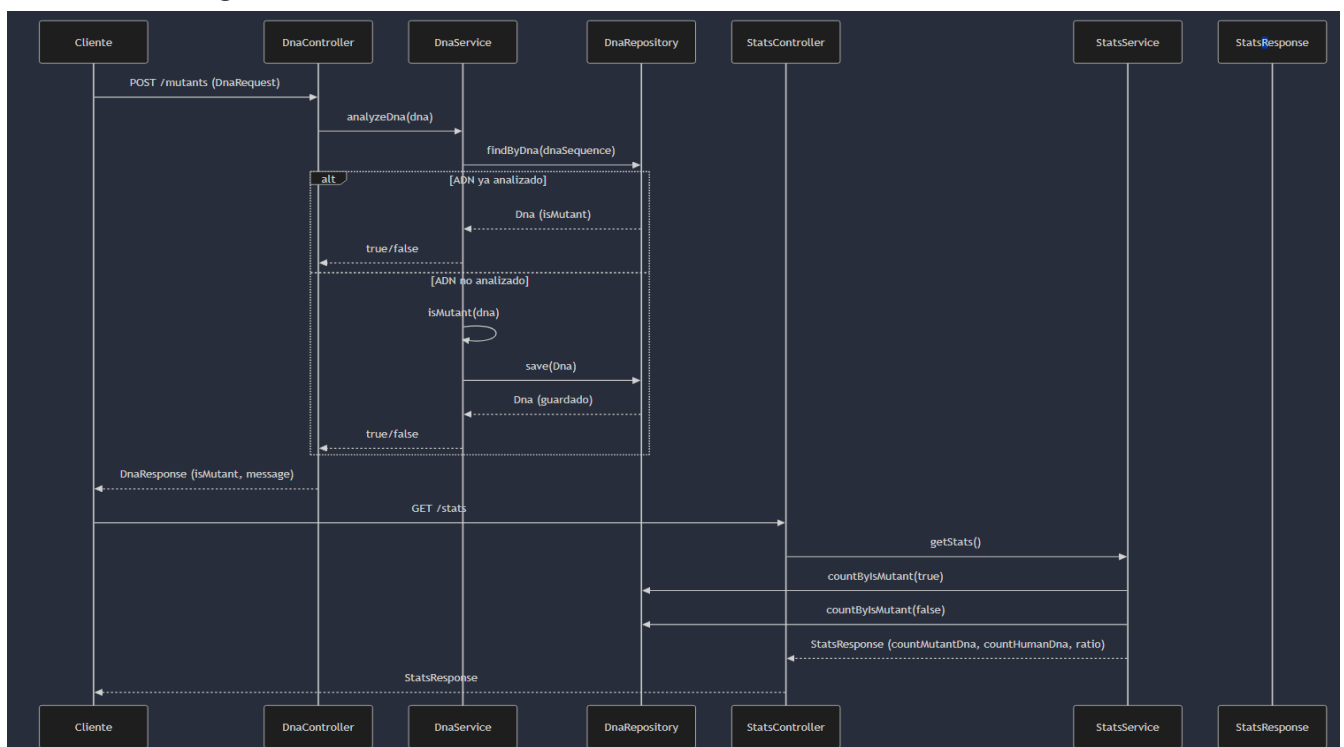 Cliente
DnaController
DnaService
DnaRepository
StatsController
StatsService
StatsResponse
POST /mutants (DnaRequest)
analyzeDna(dna)
findByDna(dnaSequence)
alt
[ADN ya analizado]
Dna (isMutant)
true/false
[ADN no analizado]
isMutant(dna)
save(Dna)
Dna (guardado)
true/false
DnaResponse (isMutant, message)
GET /stats
getStats()
countByIsMutant(true)
countByIsMutant(false)
StatsResponse (countMutantDna, countHumanDna, ratio)
StatsResponse
Cliente
DnaController
DnaService
DnaRepository
StatsController
StatsService
StatsResponse